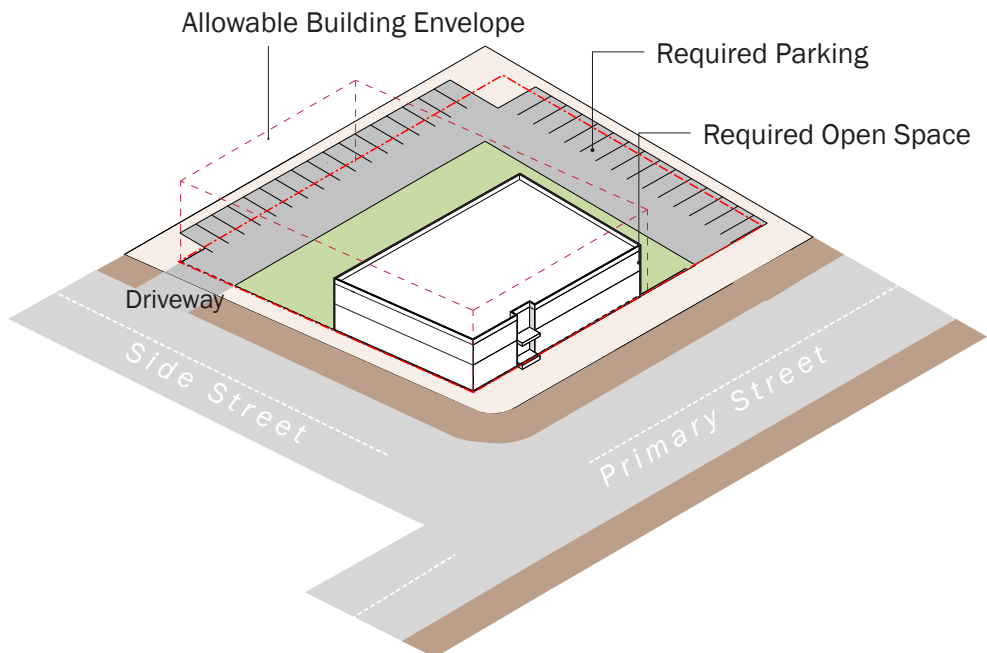 Allowable Building Envelope
Required Parking
Required Open Space
Driveway
Side Street
Primary Street